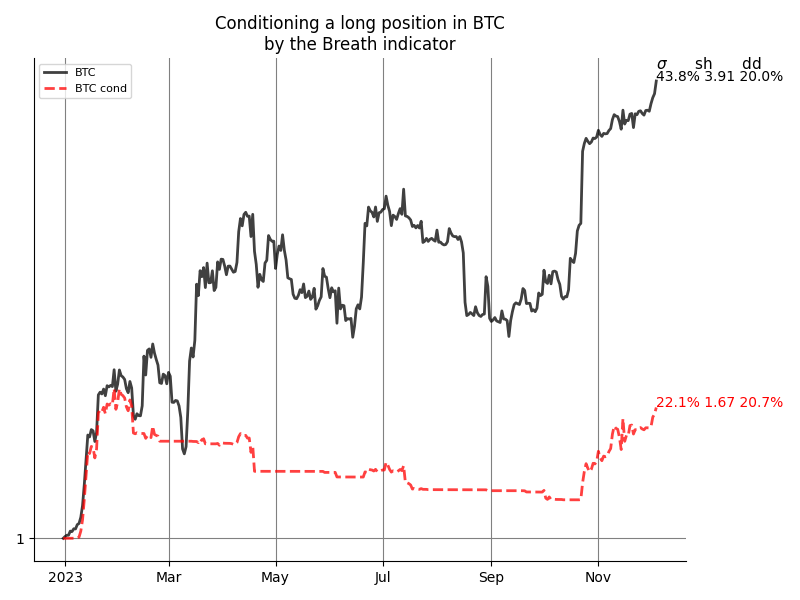 Conditioning a long position in BTC
by the Breath indicator
σ sh dd
43.8% 3.91 20.0%
BTC
BTC cond
22.1% 1.67 20.7%
1
2023 Mar May Jul Sep Nov